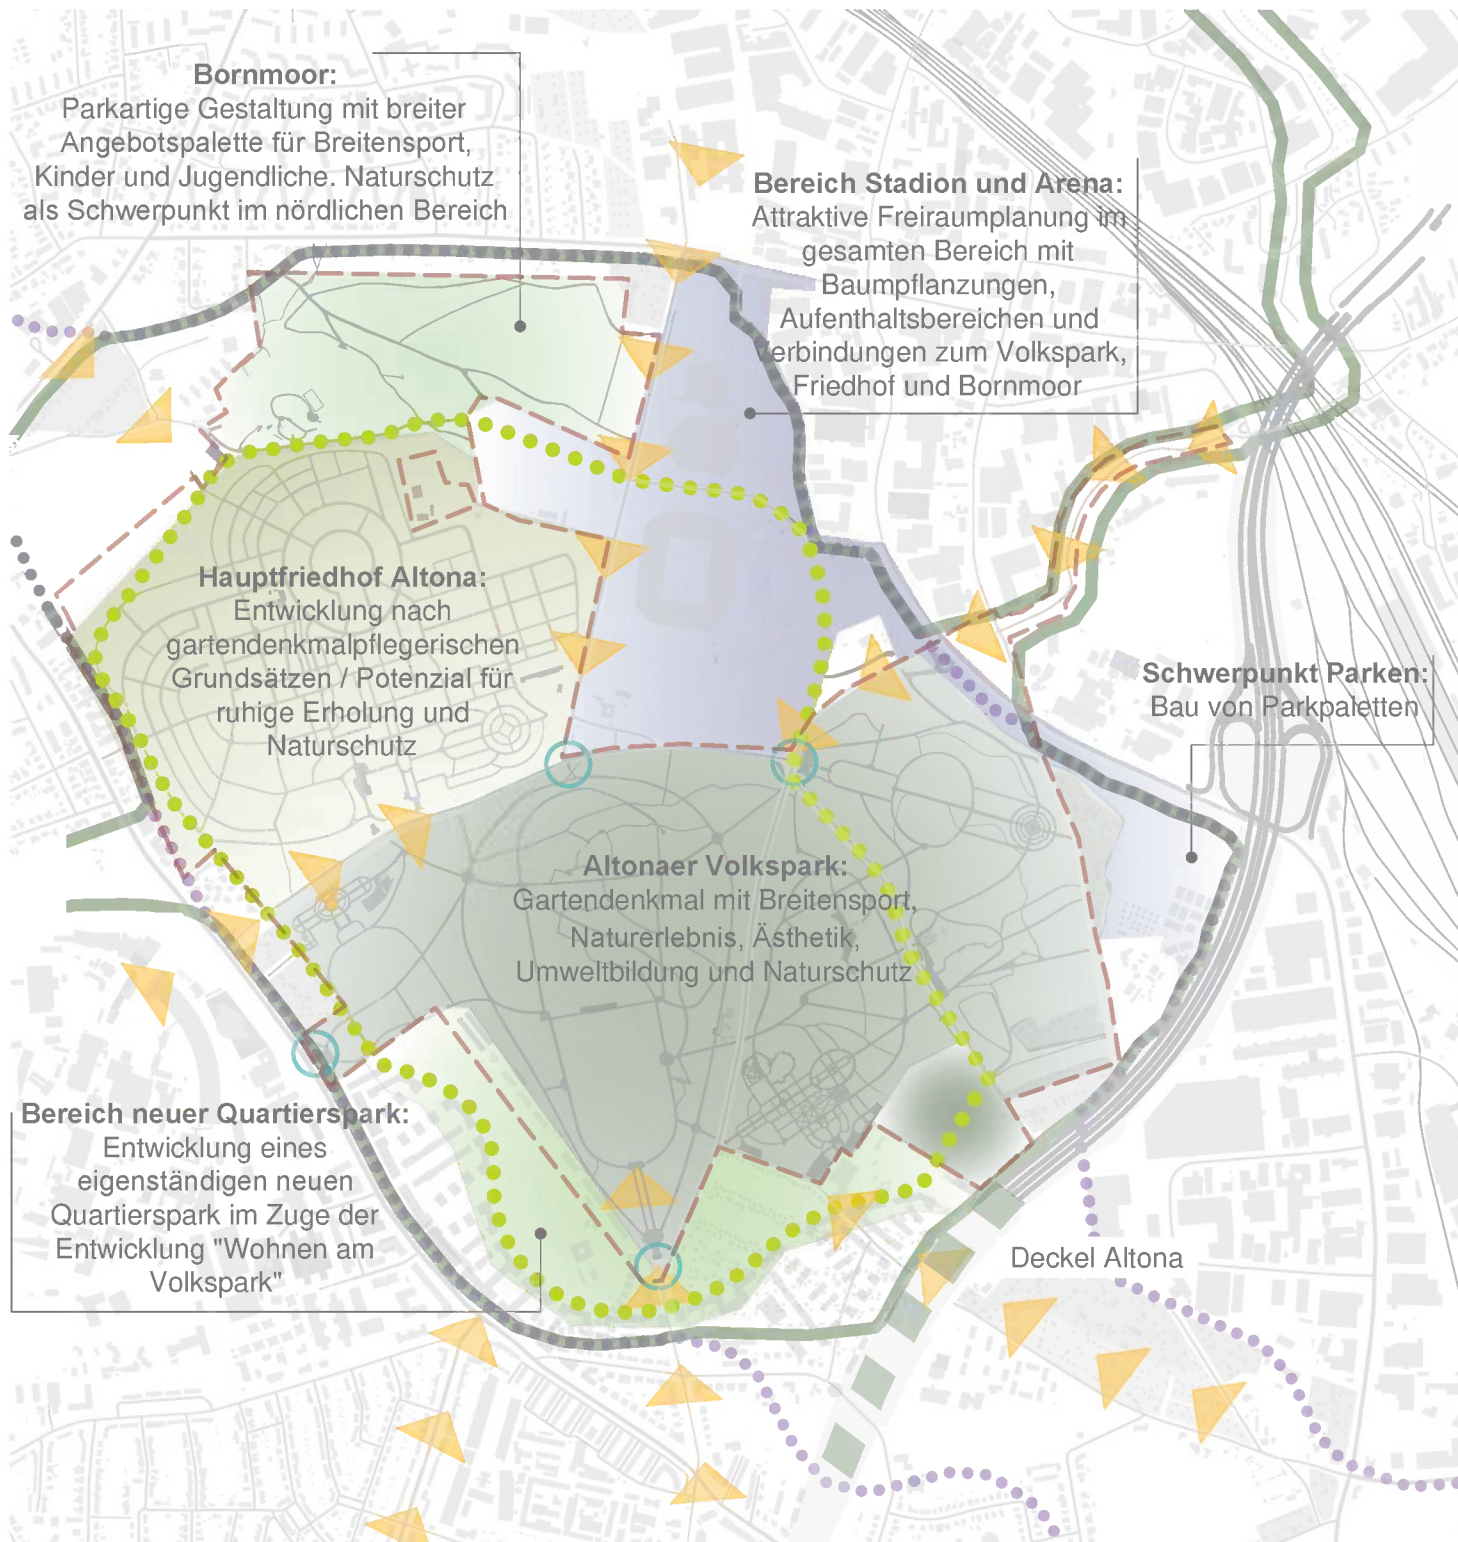 Bornmoor:
Parkartige Gestaltung mit breiter
Angebotspalette für Breitensport,
Kinder und Jugendliche. Naturschutz
als Schwerpunkt im nördlichen Bereich
Bereich Stadion und Arena:
Attraktive Freiraumplanung im
gesamten Bereich mit
Baumpflanzungen,
Aufenthaltsbereichen und
Verbindungen zum Volkspark,
Friedhof und Bornmoor
Hauptfriedhof Altona:
Entwicklung nach
gartendenkmalpflegerischen
Grundsätzen / Potenzial für
ruhige Erholung und
Naturschutz
Schwerpunkt Parken:
Bau von Parkpaletten
Altonaer Volkspark:
Gartendenkmal mit Breitensport,
Naturerlebnis, Ästhetik,
Umweltbildung und Naturschutz
Bereich neuer Quartierspark:
Entwicklung eines
eigenständigen neuen
Quartierspark im Zuge der
Entwicklung "Wohnen am
Volkspark"
Deckel Altona